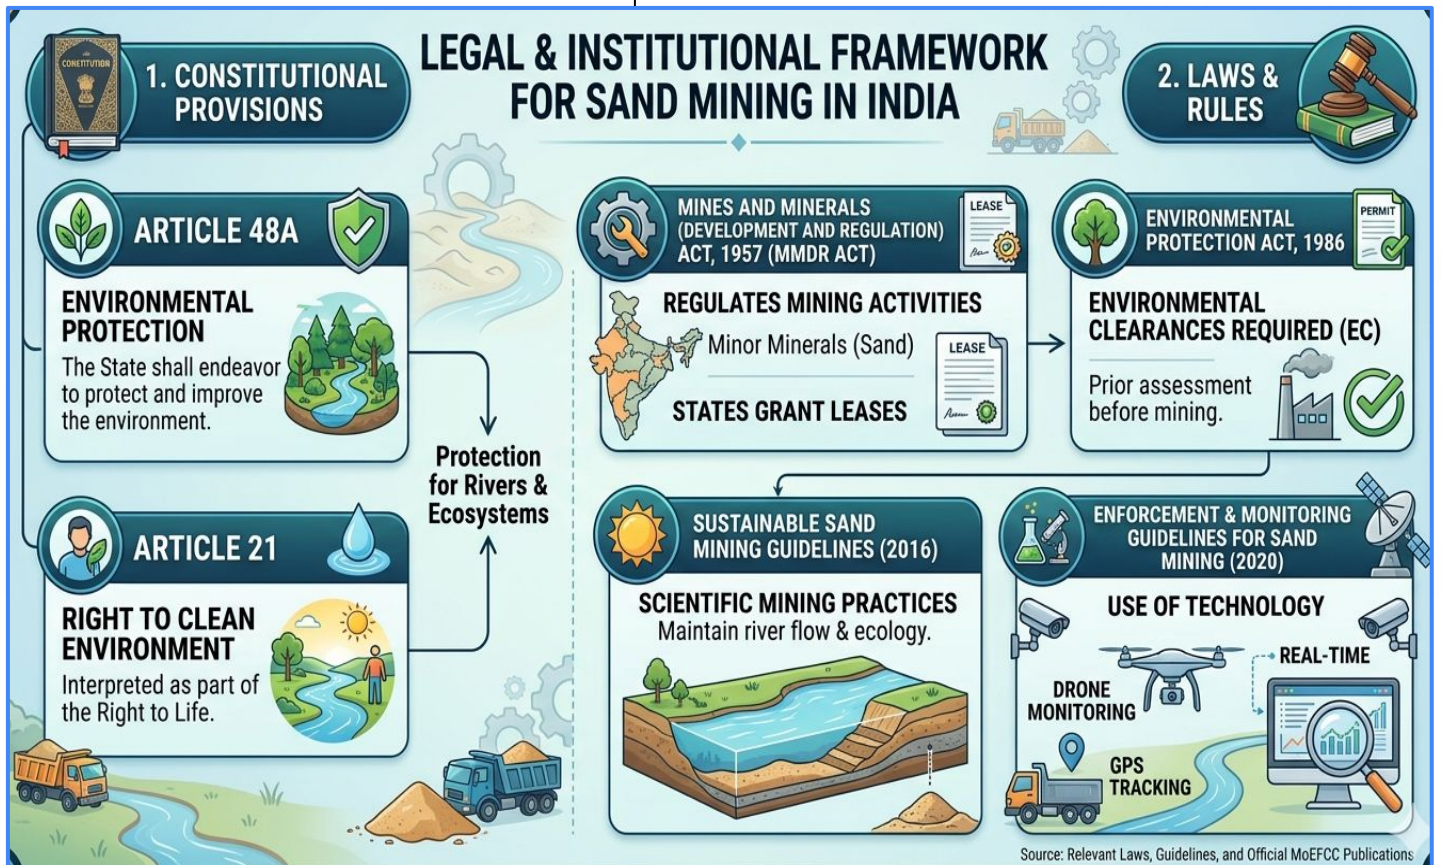 LEGAL & INSTITUTIONAL FRAMEWORK
FOR SAND MINING IN INDIA
1. CONSTITUTIONAL
PROVISIONS
ARTICLE 48A
ENVIRONMENTAL
PROTECTION
The State shall endeavor
to protect and improve
the environment.
ARTICLE 21
RIGHT TO CLEAN
ENVIRONMENT
Interpreted as part of
the Right to Life.
Protection
for Rivers &
Ecosystems
2. LAWS &
RULES
MINES AND MINERALS
(DEVELOPMENT AND REGULATION)
ACT, 1957 (MMDR ACT)
LEASE
REGULATES MINING ACTIVITIES
Minor Minerals (Sand)
STATES GRANT LEASES
LEASE
ENVIRONMENTAL
PROTECTION ACT, 1986
PERMIT
ENVIRONMENTAL
CLEARANCES REQUIRED (EC)
Prior assessment
before mining.
SUSTAINABLE SAND
MINING GUIDELINES (2016)
SCIENTIFIC MINING PRACTICES
Maintain river flow & ecology.
ENFORCEMENT & MONITORING
GUIDELINES FOR SAND
MINING (2020)
USE OF TECHNOLOGY
REAL-TIME
DRONE
MONITORING
GPS
TRACKING
Source: Relevant Laws, Guidelines, and Official MoEFCC Publications